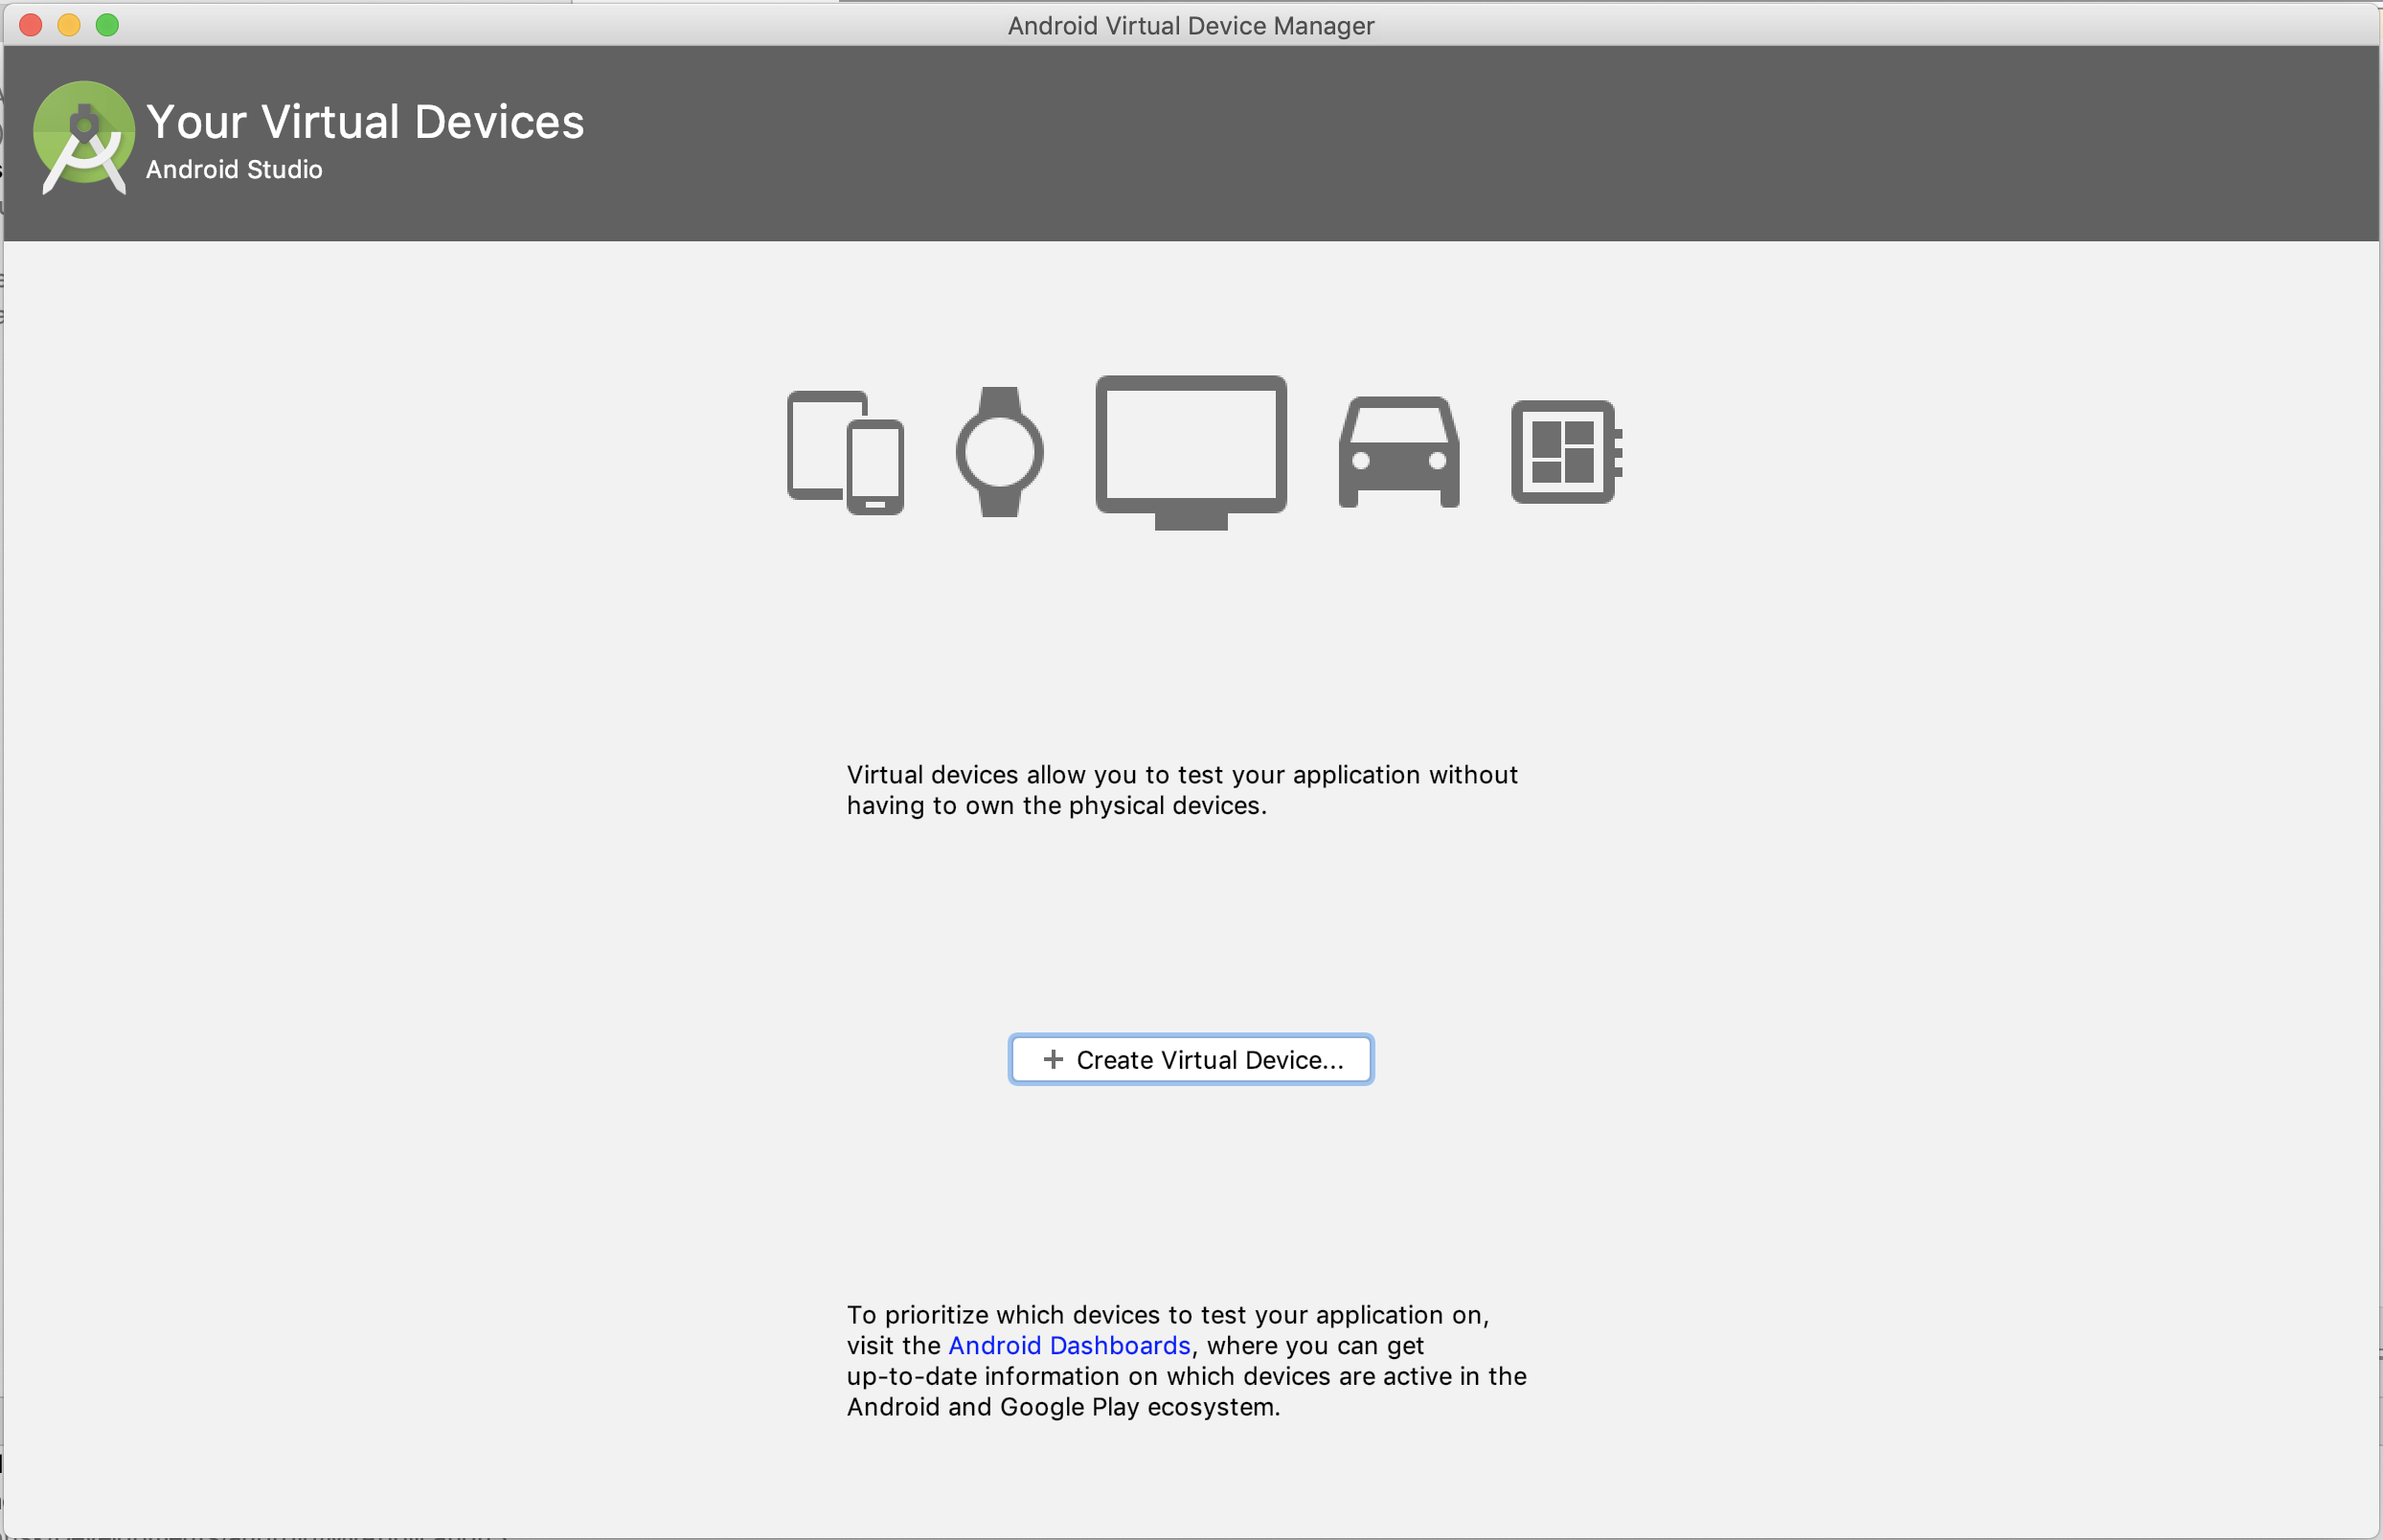 Android Virtual Device Manager
Your Virtual Devices
Android Studio
Virtual devices allow you to test your application without
having to own the physical devices.
+ Create Virtual Device...
To prioritize which devices to test your application on,
visit the Android Dashboards, where you can get
up-to-date information on which devices are active in the
Android and Google Play ecosystem.